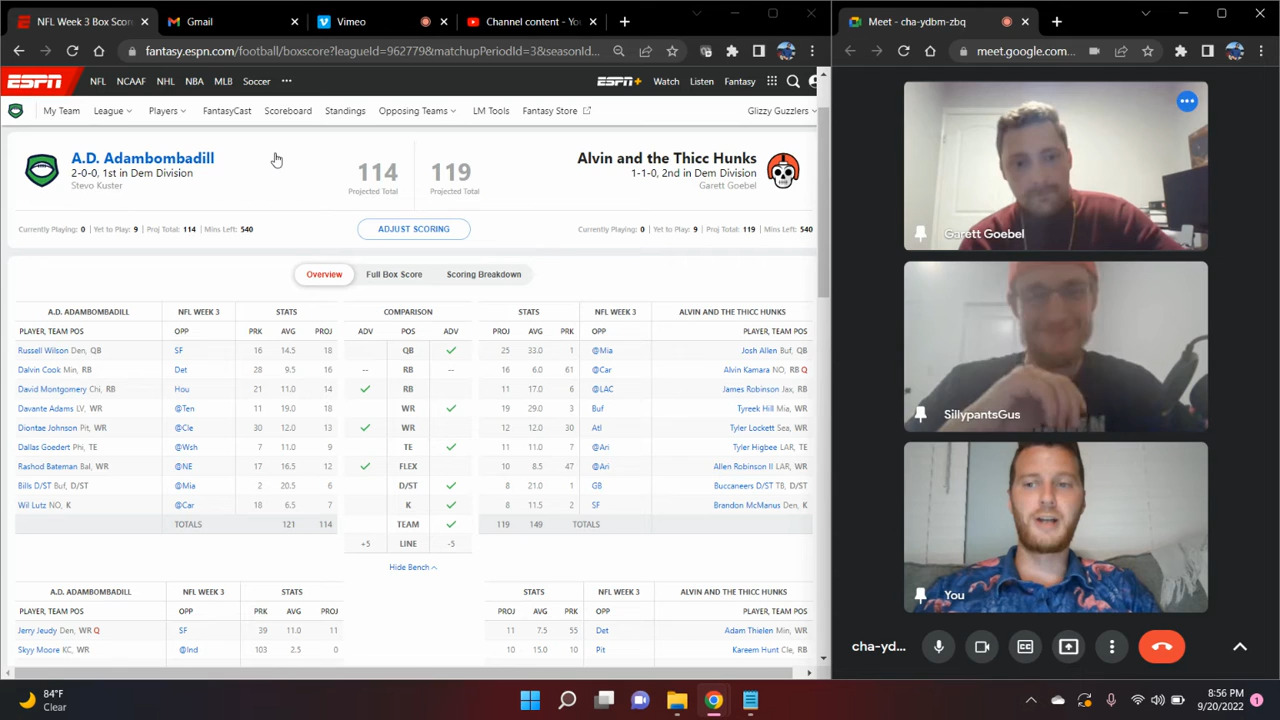 NFL Week 3 Box Scor
Gmail
Vimeo
Channel content - Yo
Meet - cha-ydbm-zbq
fantasy.espn.com/football/boxscore?leagueId=962779&matchupPeriodId=3&seasonId
meet.google.com...
ESPN NFL NCAAF NHL NBA MLB Soccer ••• ESPN+ Watch Listen Fantasy
My Team League Players FantasyCast Scoreboard Standings Opposing Teams LM Tools Fantasy Store Glizzy Guzzlers
A.D. Adambombadill
2-0-0, 1st in Dem Division
Stevo Kuster
114
Projected Total
119
Projected Total
Alvin and the Thicc Hunks
1-1-0, 2nd in Dem Division
Garett Goebel
Currently Playing: 0 Yet to Play: 9 Proj Total: 114 Mins Left: 540
ADJUST SCORING
Currently Playing: 0 Yet to Play: 9 Proj Total: 119 Mins Left: 540
Overview Full Box Score Scoring Breakdown
A.D. ADAMBOMBADILL NFL WEEK 3 STATS COMPARISON STATS NFL WEEK 3 ALVIN AND THE THICC HUNKS
PLAYER, TEAM POS OPP PRK AVG PROJ ADV POS ADV PROJ AVG PRK OPP PLAYER, TEAM POS
Russell Wilson Den, QB SF 16 14.5 18 QB 25 33.0 1 @Mia Josh Allen Buf, QB
Dalvin Cook Min, RB Det 28 9.5 16 -- RB -- 16 6.0 61 @Car Alvin Kamara NO, RB Q
David Montgomery Chi, RB Hou 21 11.0 14 RB 11 17.0 6 @LAC James Robinson Jax, RB
Davante Adams LV, WR @Ten 11 19.0 18 WR 19 29.0 3 Buf Tyreek Hill Mia, WR
Diontae Johnson Pit, WR @Cle 30 12.0 13 WR 12 12.0 30 Atl Tyler Lockett Sea, WR
Dallas Goedert Phi, TE @Wsh 7 11.0 9 TE 11 11.0 7 @Ari Tyler Higbee LAR, TE
Rashod Bateman Bal, WR @NE 17 16.5 12 FLEX 10 8.5 47 @Ari Allen Robinson II LAR, WR
Bills D/ST Buf, D/ST @Mia 2 20.5 6 D/ST 8 21.0 1 GB Buccaneers D/ST TB, D/ST
Wil Lutz NO, K @Car 18 6.5 7 K 8 11.5 2 SF Brandon McManus Den, K
TOTALS 121 114 TEAM 119 149 TOTALS
+5 LINE -5
Hide Bench
A.D. ADAMBOMBADILL NFL WEEK 3 STATS STATS NFL WEEK 3 ALVIN AND THE THICC HUNKS
PLAYER, TEAM POS OPP PRK AVG PROJ PROJ AVG PRK OPP PLAYER, TEAM POS
Jerry Jeudy Den, WR Q SF 39 11.0 11 11 7.5 55 Det Adam Thielen Min, WR
Skyy Moore KC, WR @Ind 103 2.5 0 10 15.0 10 Pit Kareem Hunt Cle, RB
Garett Goebel
SillypantsGus
You
cha-yd...
84°F
Clear
8:56 PM
9/20/2022
1